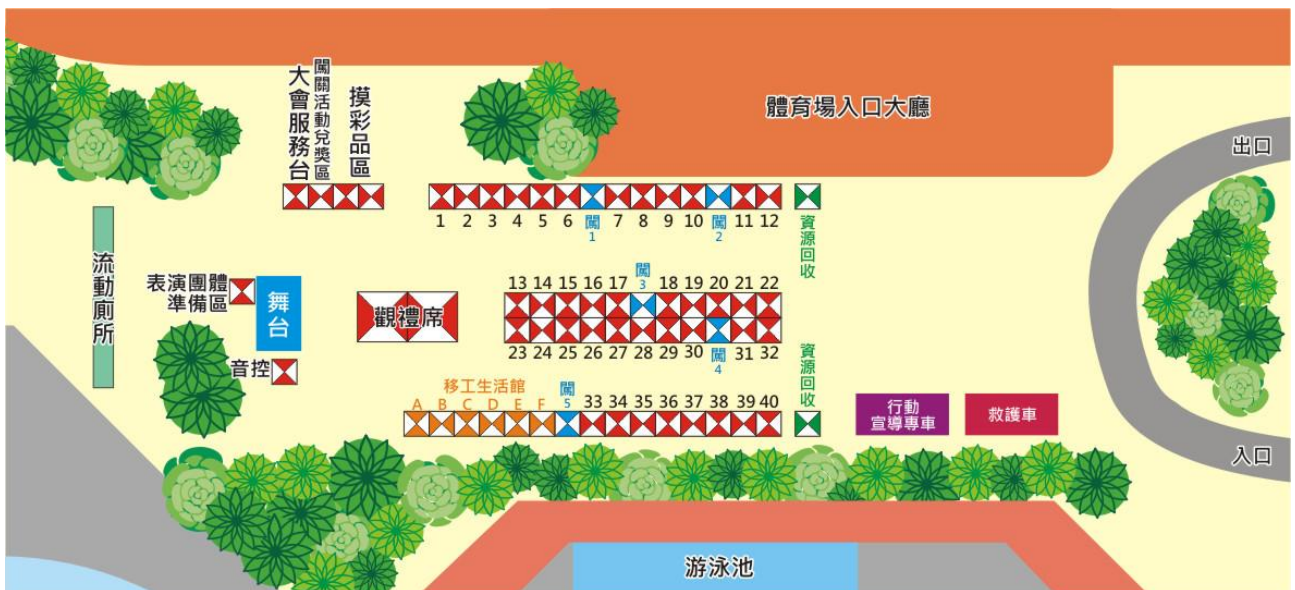 體育場入口大廳
出口
大會服務台
闖關活動兌獎區
摸彩品區
1 2 3 4 5 6 闖1 7 8 9 10 闖2 11 12
資源回收
流動廁所
表演團體
準備區
舞台
觀禮席
音控
13 14 15 16 17 闖3 18 19 20 21 22
23 24 25 26 27 28 29 30 闖4 31 32
資源回收
移工生活館
A B C D E F 闖5 33 34 35 36 37 38 39 40
行動
宣導專車
救護車
入口
游泳池